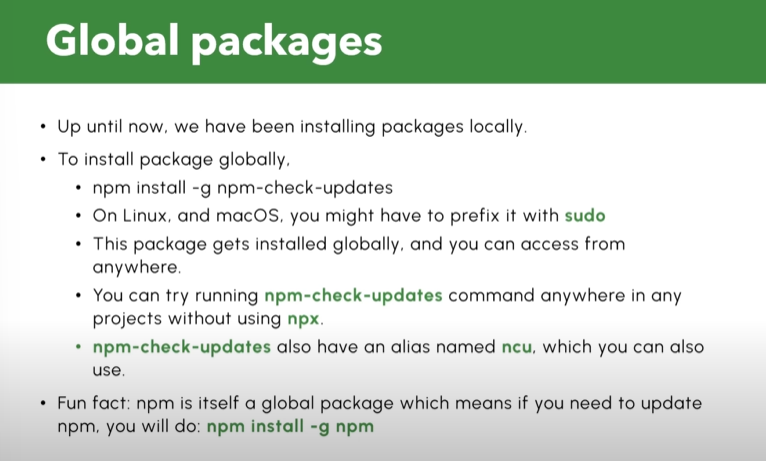 Global packages
• Up until now, we have been installing packages locally.
• To install package globally,
• npm install -g npm-check-updates
• On Linux, and macOS, you might have to prefix it with sudo
• This package gets installed globally, and you can access from
anywhere.
• You can try running npm-check-updates command anywhere in any
projects without using npx.
• npm-check-updates also have an alias named ncu, which you can also
use.
• Fun fact: npm is itself a global package which means if you need to update
npm, you will do: npm install -g npm